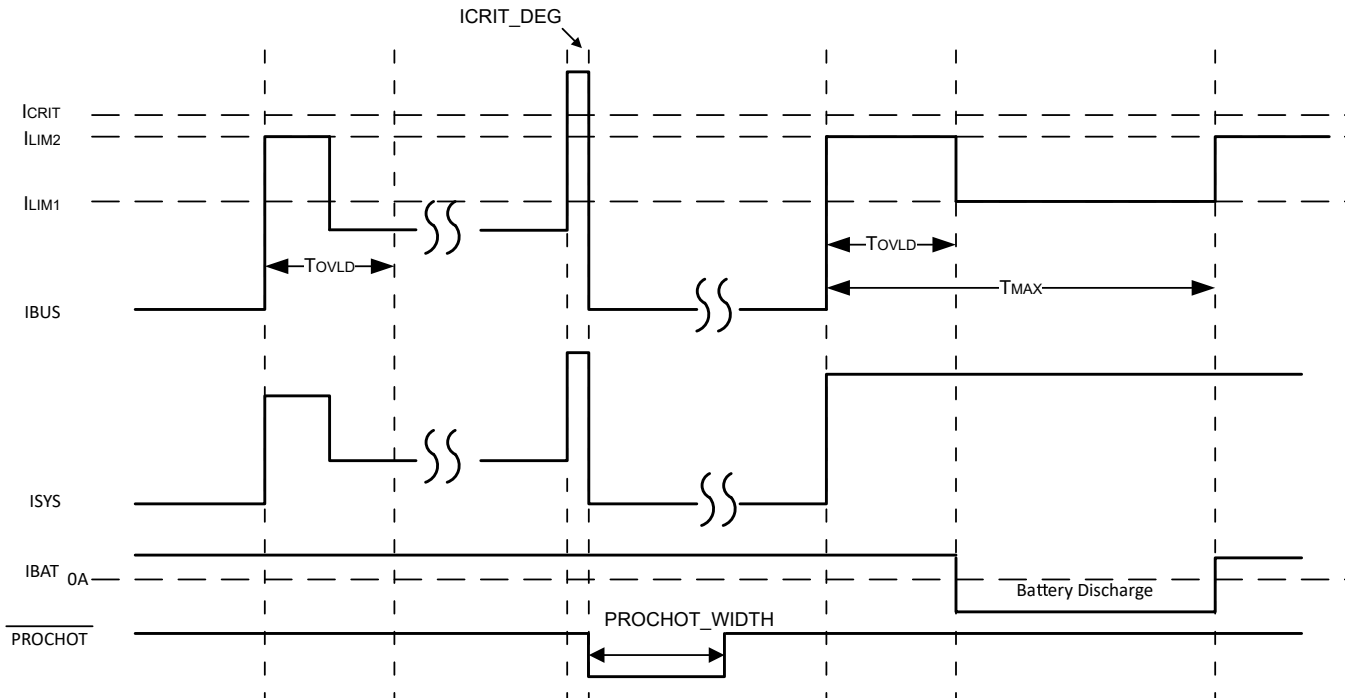 ICRIT_DEG
ICRIT
ILIM2
ILIM1
TOVLD
TOVLD
TMAX
IBUS
ISYS
IBAT 0A
Battery Discharge
PROCHOT_WIDTH
PROCHOT